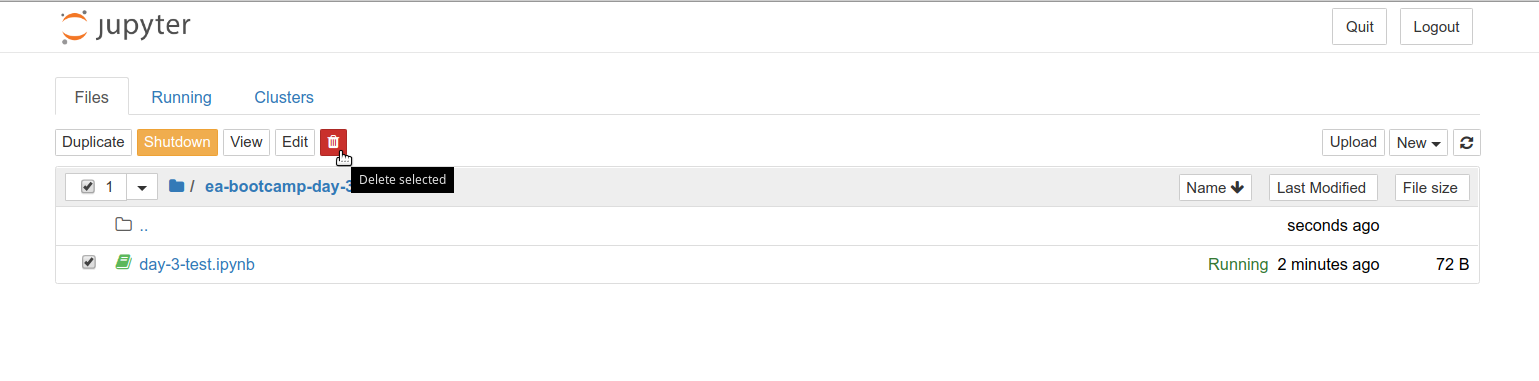 jupyter Quit Logout
Files Running Clusters
Duplicate Shutdown View Edit Upload New
Delete selected
1 / ea-bootcamp-day-3 Name Last Modified File size
.. seconds ago
day-3-test.ipynb Running 2 minutes ago 72 B